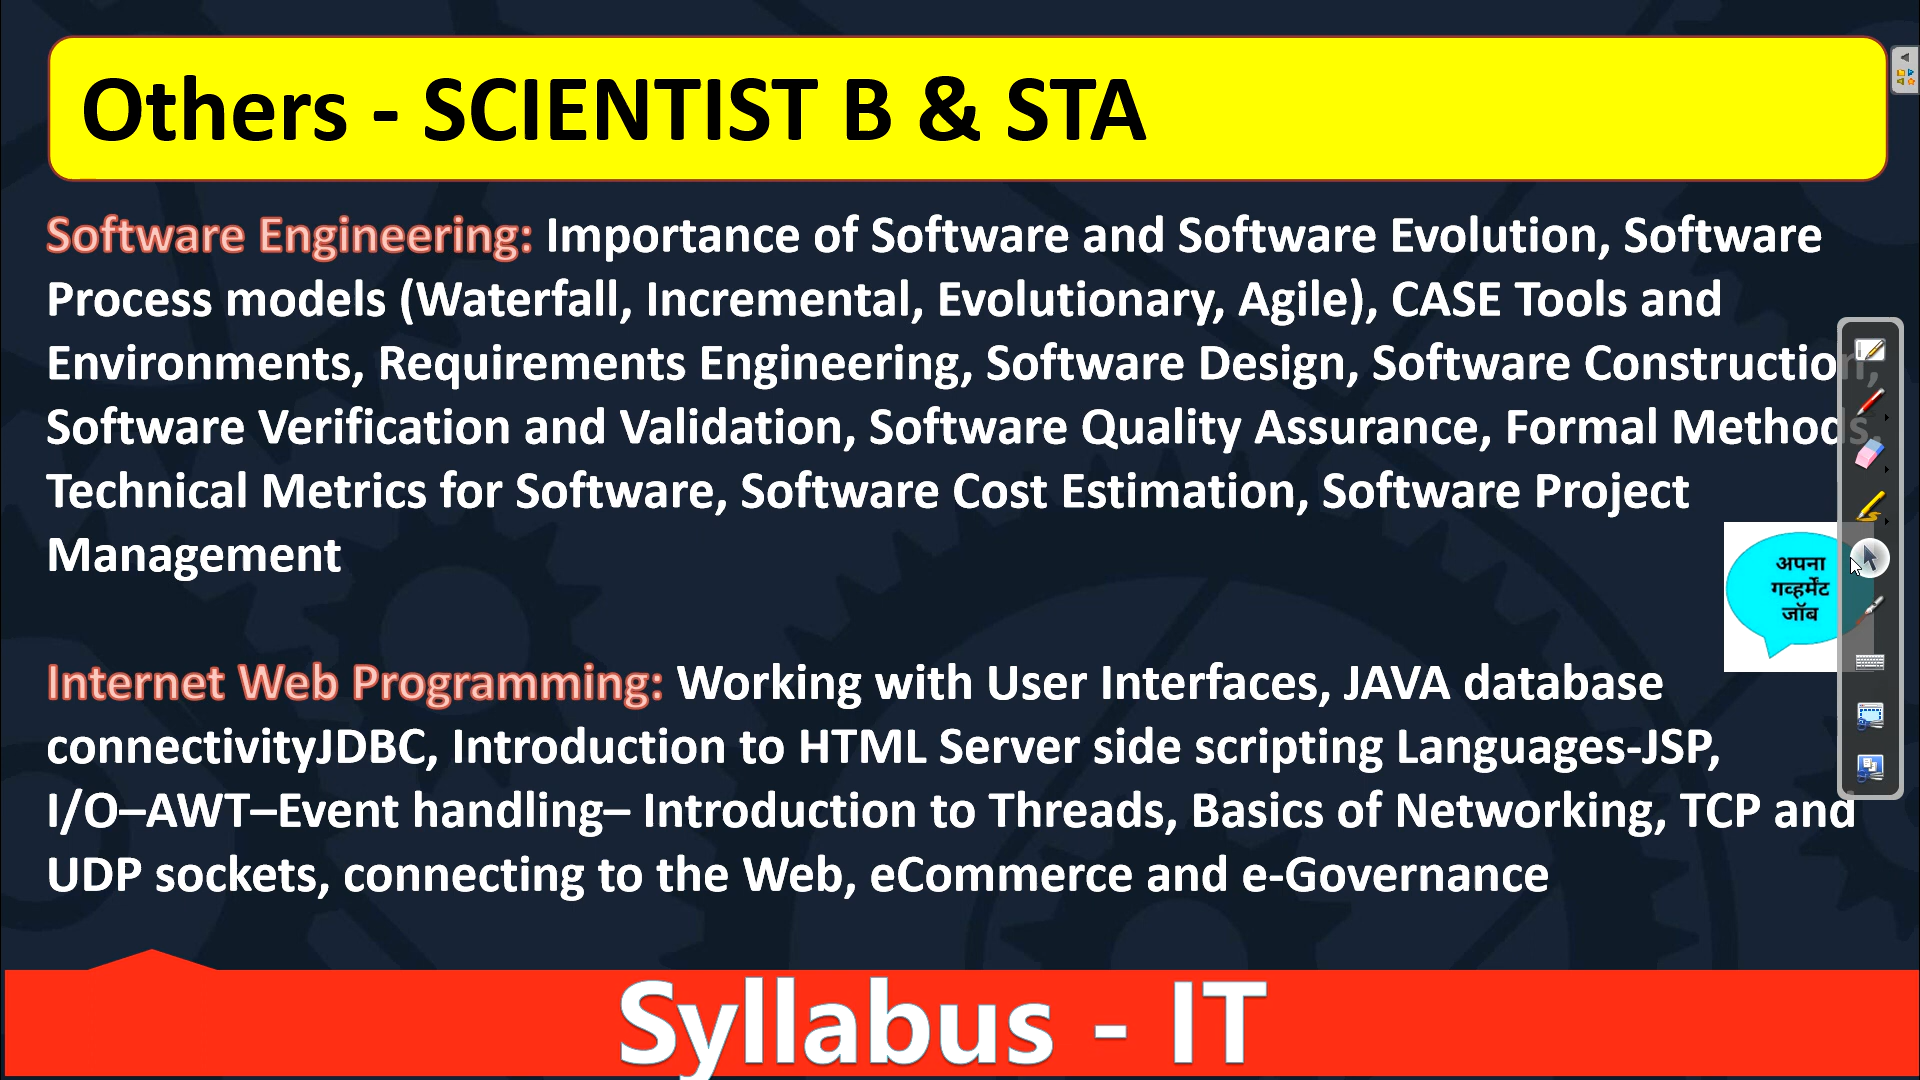 Others - SCIENTIST B & STA
Software Engineering: Importance of Software and Software Evolution, Software
Process models (Waterfall, Incremental, Evolutionary, Agile), CASE Tools and
Environments, Requirements Engineering, Software Design, Software Construction,
Software Verification and Validation, Software Quality Assurance, Formal Methods,
Technical Metrics for Software, Software Cost Estimation, Software Project
Management
अपना
गव्हर्मेंट
जॉब
Internet Web Programming: Working with User Interfaces, JAVA database
connectivityJDBC, Introduction to HTML Server side scripting Languages-JSP,
I/O–AWT–Event handling– Introduction to Threads, Basics of Networking, TCP and
UDP sockets, connecting to the Web, eCommerce and e-Governance
Syllabus - IT